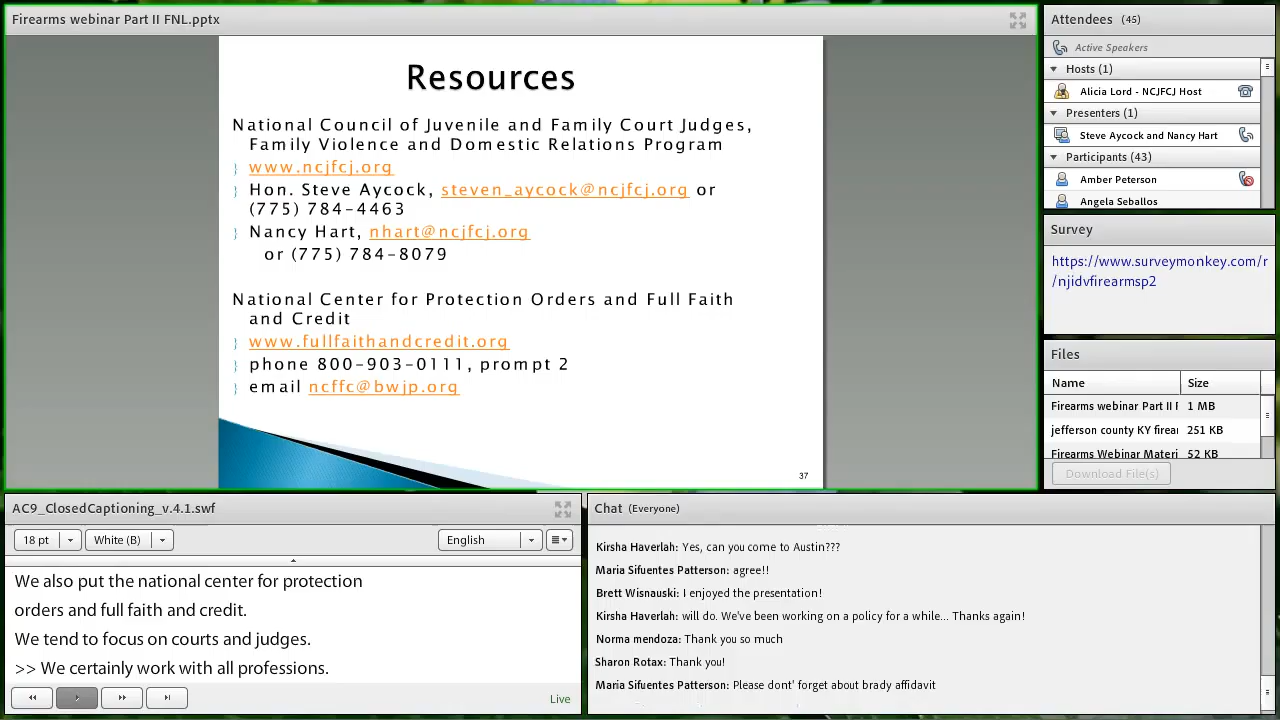 Firearms webinar Part II FNL.pptx
Resources
National Council of Juvenile and Family Court Judges,
Family Violence and Domestic Relations Program
www.ncjfcj.org
Hon. Steve Aycock, steven_aycock@ncjfcj.org or
(775) 784-4463
Nancy Hart, nhart@ncjfcj.org
or (775) 784-8079
National Center for Protection Orders and Full Faith
and Credit
www.fullfaithandcredit.org
phone 800-903-0111, prompt 2
email ncffc@bwjp.org
37
Attendees (45)
Active Speakers
Hosts (1)
Alicia Lord - NCJFCJ Host
Presenters (1)
Steve Aycock and Nancy Hart
Participants (43)
Amber Peterson
Angela Seballos
Survey
https://www.surveymonkey.com/r
/njidvfirearmsp2
Files
Name Size
Firearms webinar Part II F 1 MB
jefferson county KY firear 251 KB
Firearms Webinar Materi 52 KB
Download File(s)
AC9_ClosedCaptioning_v.4.1.swf
18 pt White (B) English
We also put the national center for protection
orders and full faith and credit.
We tend to focus on courts and judges.
>> We certainly work with all professions.
Live
Chat (Everyone)
Kirsha Haverlah: Yes, can you come to Austin???
Maria Sifuentes Patterson: agree!!
Brett Wisnauski: I enjoyed the presentation!
Kirsha Haverlah: will do. We've been working on a policy for a while... Thanks again!
Norma mendoza: Thank you so much
Sharon Rotax: Thank you!
Maria Sifuentes Patterson: Please dont' forget about brady affidavit